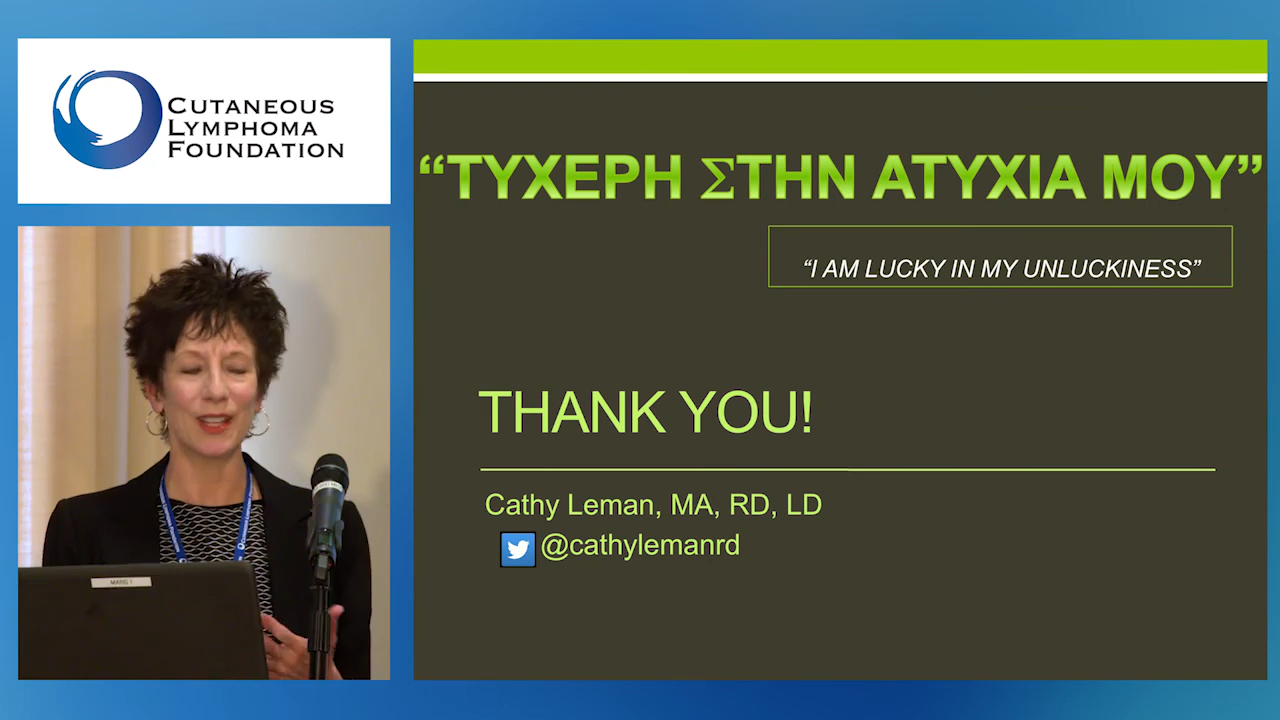 CUTANEOUS
LYMPHOMA
FOUNDATION
“ΤΥΧΕΡΗ ΣΤΗΝ ΑΤΥΧΙΑ ΜΟΥ”
“I AM LUCKY IN MY UNLUCKINESS”
THANK YOU!
Cathy Leman, MA, RD, LD
@cathylemanrd